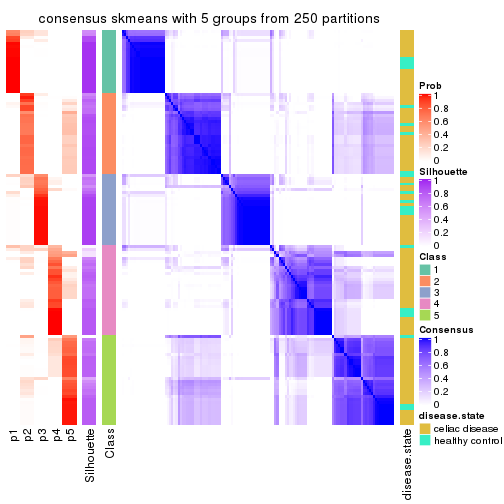 consensus skmeans with 5 groups from 250 partitions
Prob
1
0.8
0.6
0.4
0.2
0
Silhouette
1
0.8
0.6
0.4
0.2
0
Class
1
2
3
4
5
Consensus
1
0.8
0.6
0.4
0.2
0
disease.state
celiac disease
healthy control
p1
p2
p3
p4
p5
Silhouette
Class
disease.state